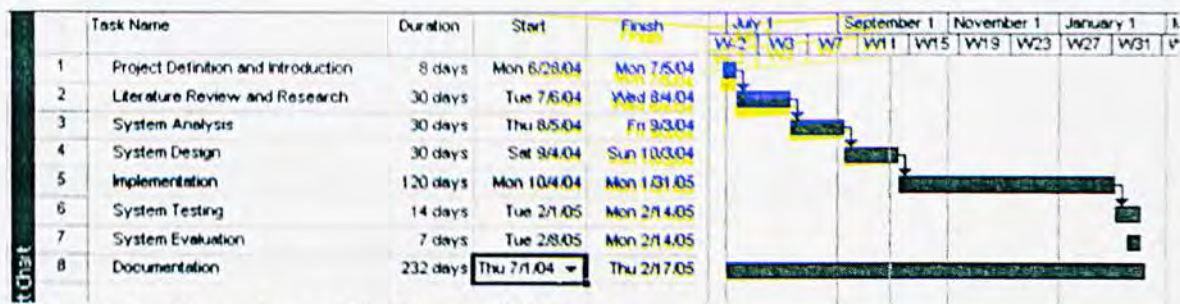 Task Name Duration Start Finish July 1 September 1 November 1 January 1
W-2 W3 W7 W11 W15 W19 W23 W27 W31
1 Project Definition and Introduction 8 days Mon 6/28/04 Mon 7/5/04
2 Literature Review and Research 30 days Tue 7/6/04 Wed 8/4/04
3 System Analysis 30 days Thu 8/5/04 Fri 9/3/04
4 System Design 30 days Sat 9/4/04 Sun 10/3/04
5 Implementation 120 days Mon 10/4/04 Mon 1/31/05
6 System Testing 14 days Tue 2/1/05 Mon 2/14/05
7 System Evaluation 7 days Tue 2/8/05 Mon 2/14/05
8 Documentation 232 days Thu 7/1/04 Thu 2/17/05
t Chat